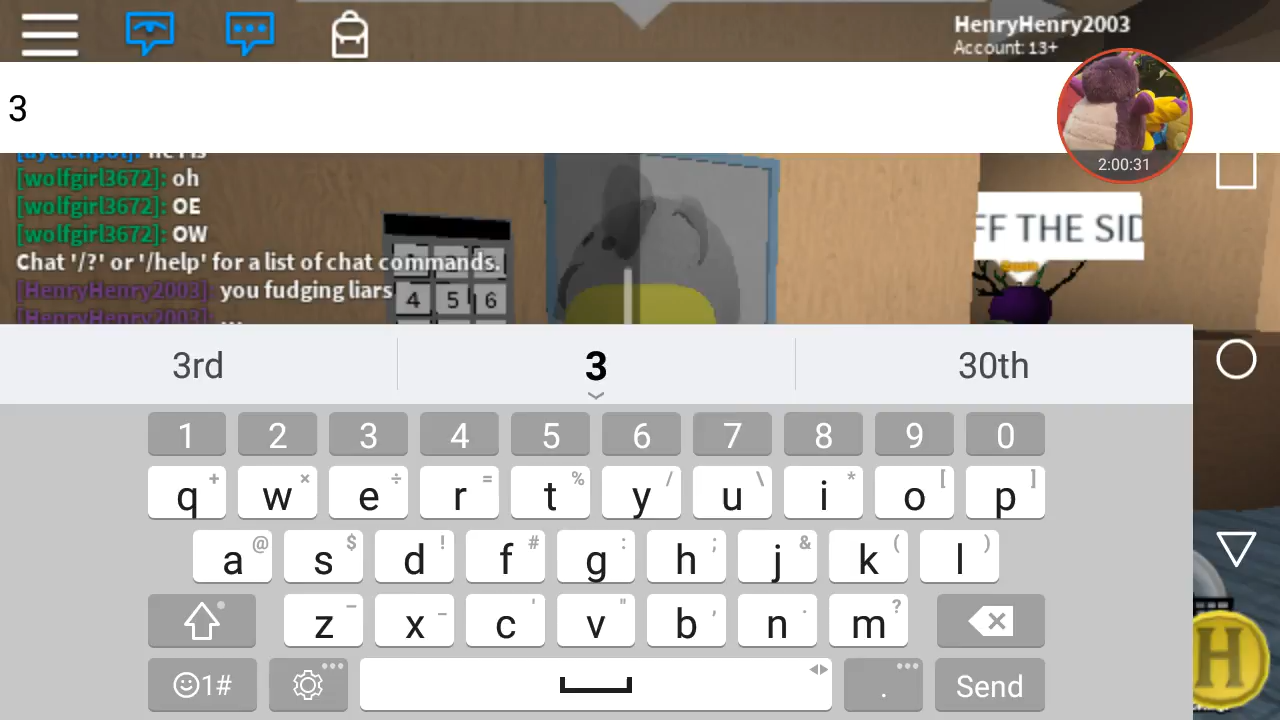 HenryHenry2003
Account: 13+
3
2:00:31
[wolfgirl3672]: oh
[wolfgirl3672]: OE
[wolfgirl3672]: OW
Chat '/?' or '/help' for a list of chat commands.
[HenryHenry2003]: you fudging liars
[HenryHenry2003]: ...
FF THE SID
4 5 6
3rd 3 30th
1 2 3 4 5 6 7 8 9 0
q + w × e ÷ r = t % y / u \ i * o [ p ]
a @ s $ d ! f # g : h ; j & k ( l )
z - x _ c ' v " b , n . m ?
1# . Send
H